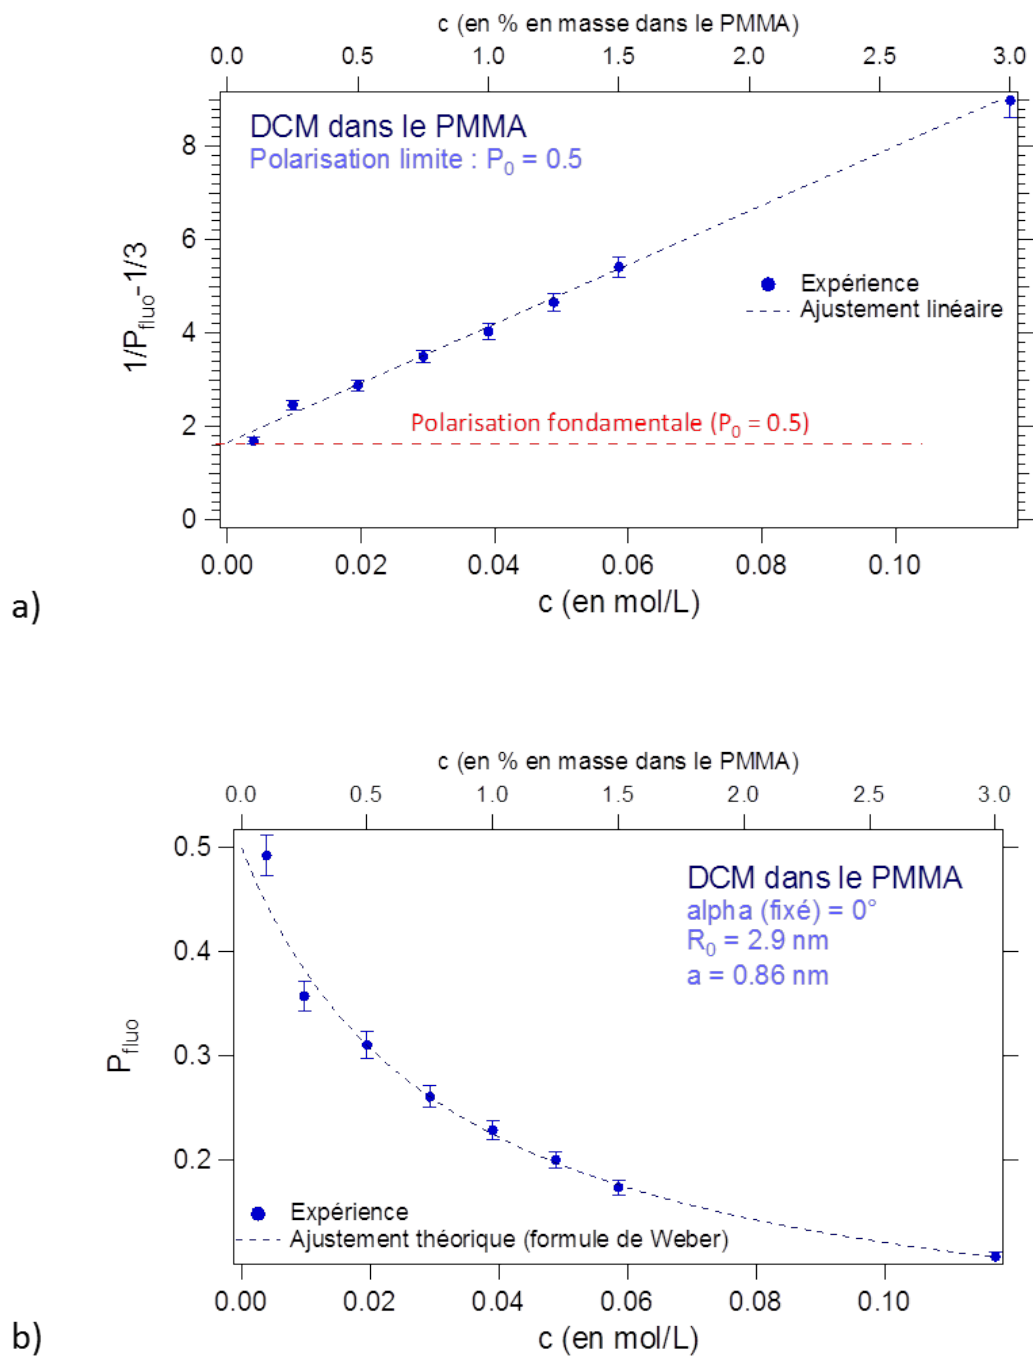 c (en % en masse dans le PMMA)
0.0 0.5 1.0 1.5 2.0 2.5 3.0
DCM dans le PMMA
Polarisation limite : P₀ = 0.5
8
6
4
2
0
1/P_fluo-1/3
Expérience
Ajustement linéaire
Polarisation fondamentale (P₀ = 0.5)
0.00 0.02 0.04 0.06 0.08 0.10
c (en mol/L)
a)
c (en % en masse dans le PMMA)
0.0 0.5 1.0 1.5 2.0 2.5 3.0
DCM dans le PMMA
alpha (fixé) = 0°
R₀ = 2.9 nm
a = 0.86 nm
0.5
0.4
0.3
0.2
P_fluo
Expérience
Ajustement théorique (formule de Weber)
0.00 0.02 0.04 0.06 0.08 0.10
c (en mol/L)
b)